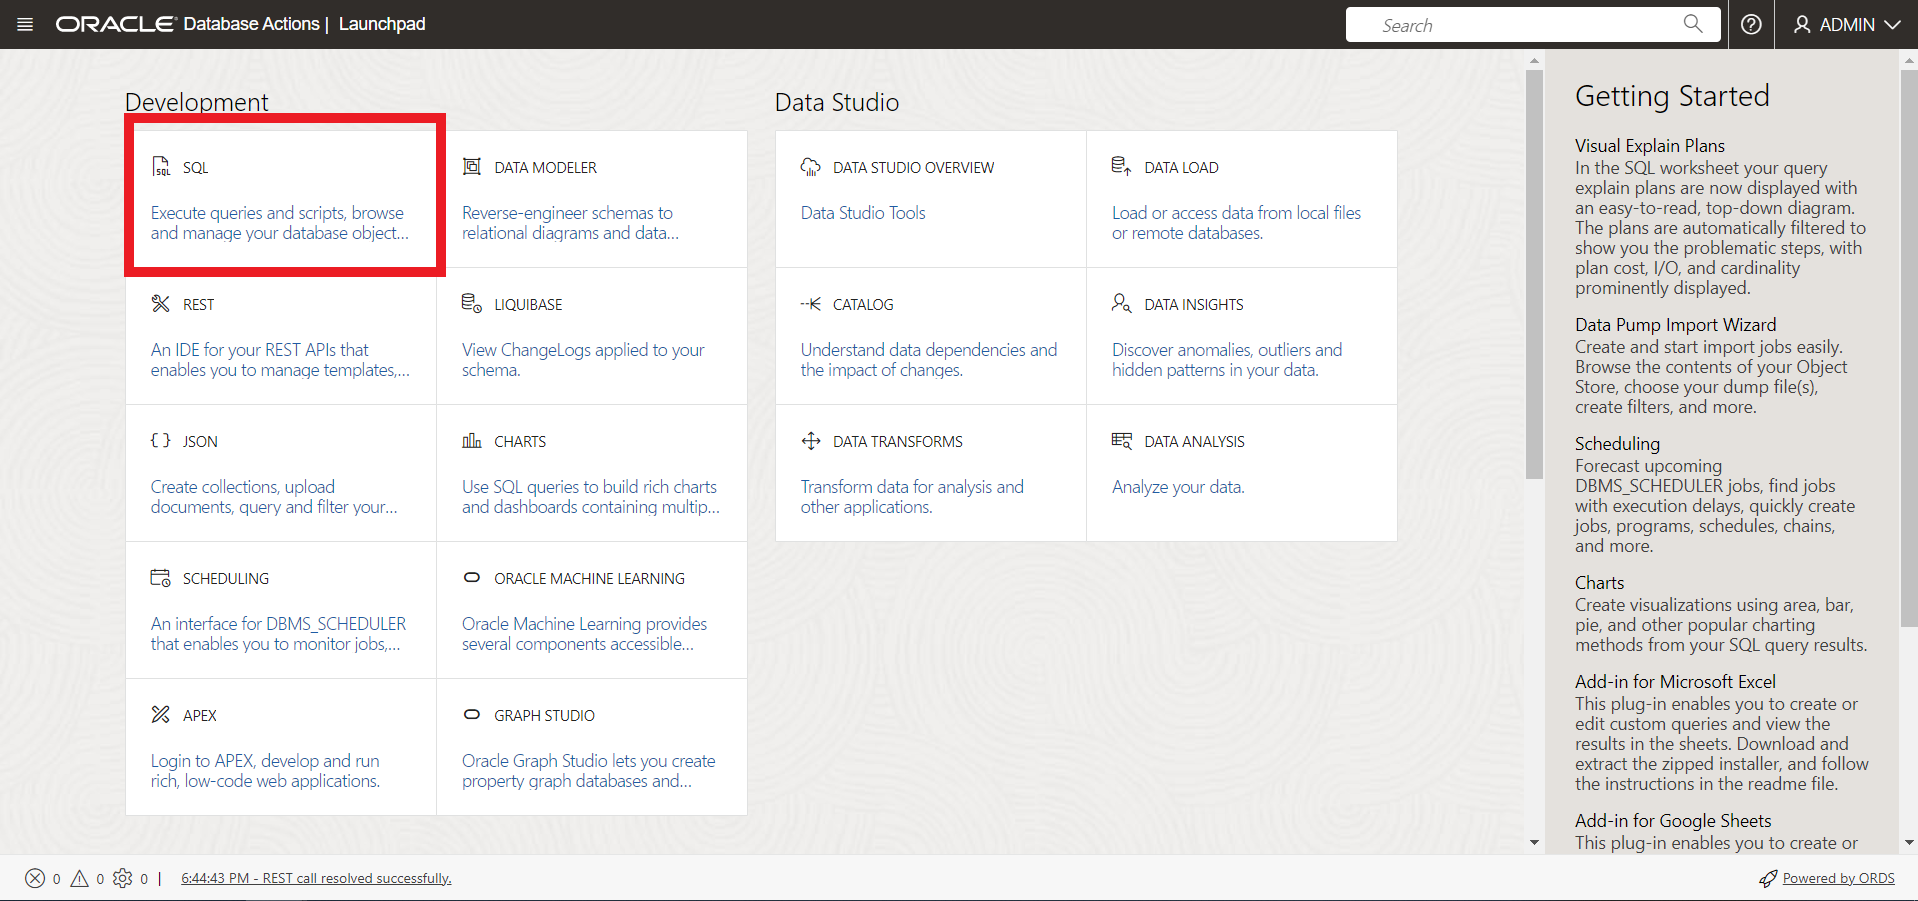 ORACLE Database Actions | Launchpad
Search
ADMIN
Development
SQL
Execute queries and scripts, browse
and manage your database object...
DATA MODELER
Reverse-engineer schemas to
relational diagrams and data...
REST
An IDE for your REST APIs that
enables you to manage templates,...
LIQUIBASE
View ChangeLogs applied to your
schema.
JSON
Create collections, upload
documents, query and filter your...
CHARTS
Use SQL queries to build rich charts
and dashboards containing multip...
SCHEDULING
An interface for DBMS_SCHEDULER
that enables you to monitor jobs,...
ORACLE MACHINE LEARNING
Oracle Machine Learning provides
several components accessible...
APEX
Login to APEX, develop and run
rich, low-code web applications.
GRAPH STUDIO
Oracle Graph Studio lets you create
property graph databases and...
Data Studio
DATA STUDIO OVERVIEW
Data Studio Tools
DATA LOAD
Load or access data from local files
or remote databases.
CATALOG
Understand data dependencies and
the impact of changes.
DATA INSIGHTS
Discover anomalies, outliers and
hidden patterns in your data.
DATA TRANSFORMS
Transform data for analysis and
other applications.
DATA ANALYSIS
Analyze your data.
Getting Started
Visual Explain Plans
In the SQL worksheet your query
explain plans are now displayed with
an easy-to-read, top-down diagram.
The plans are automatically filtered to
show you the problematic steps, with
plan cost, I/O, and cardinality
prominently displayed.
Data Pump Import Wizard
Create and start import jobs easily.
Browse the contents of your Object
Store, choose your dump file(s),
create filters, and more.
Scheduling
Forecast upcoming
DBMS_SCHEDULER jobs, find jobs
with execution delays, quickly create
jobs, programs, schedules, chains,
and more.
Charts
Create visualizations using area, bar,
pie, and other popular charting
methods from your SQL query results.
Add-in for Microsoft Excel
This plug-in enables you to create or
edit custom queries and view the
results in the sheets. Download and
extract the zipped installer, and follow
the instructions in the readme file.
Add-in for Google Sheets
This plug-in enables you to create or
0 0 0 | 6:44:43 PM - REST call resolved successfully.
Powered by ORDS